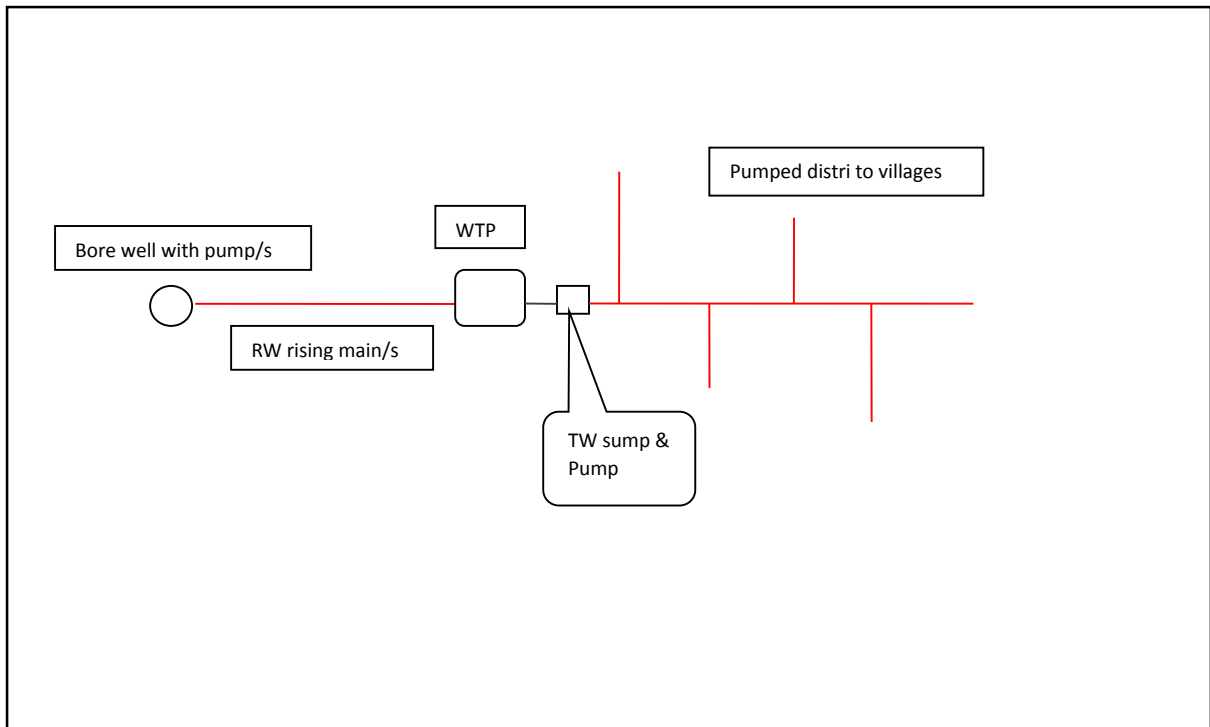 Pumped distri to villages
WTP
Bore well with pump/s
RW rising main/s
TW sump &
Pump